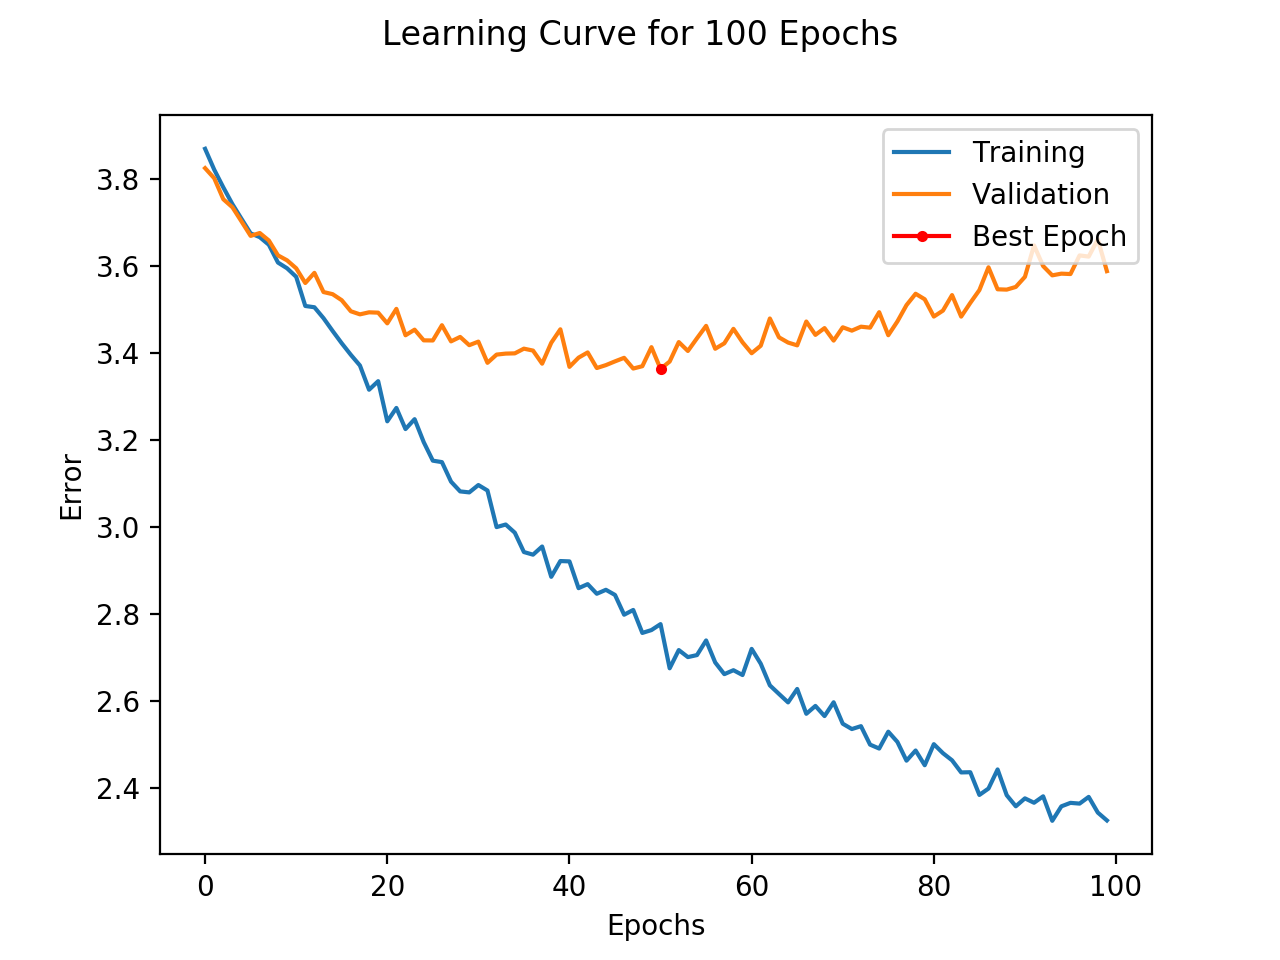 Learning Curve for 100 Epochs
Training
Validation
Best Epoch
3.8
3.6
3.4
3.2
3.0
2.8
2.6
2.4
Error
0 20 40 60 80 100
Epochs